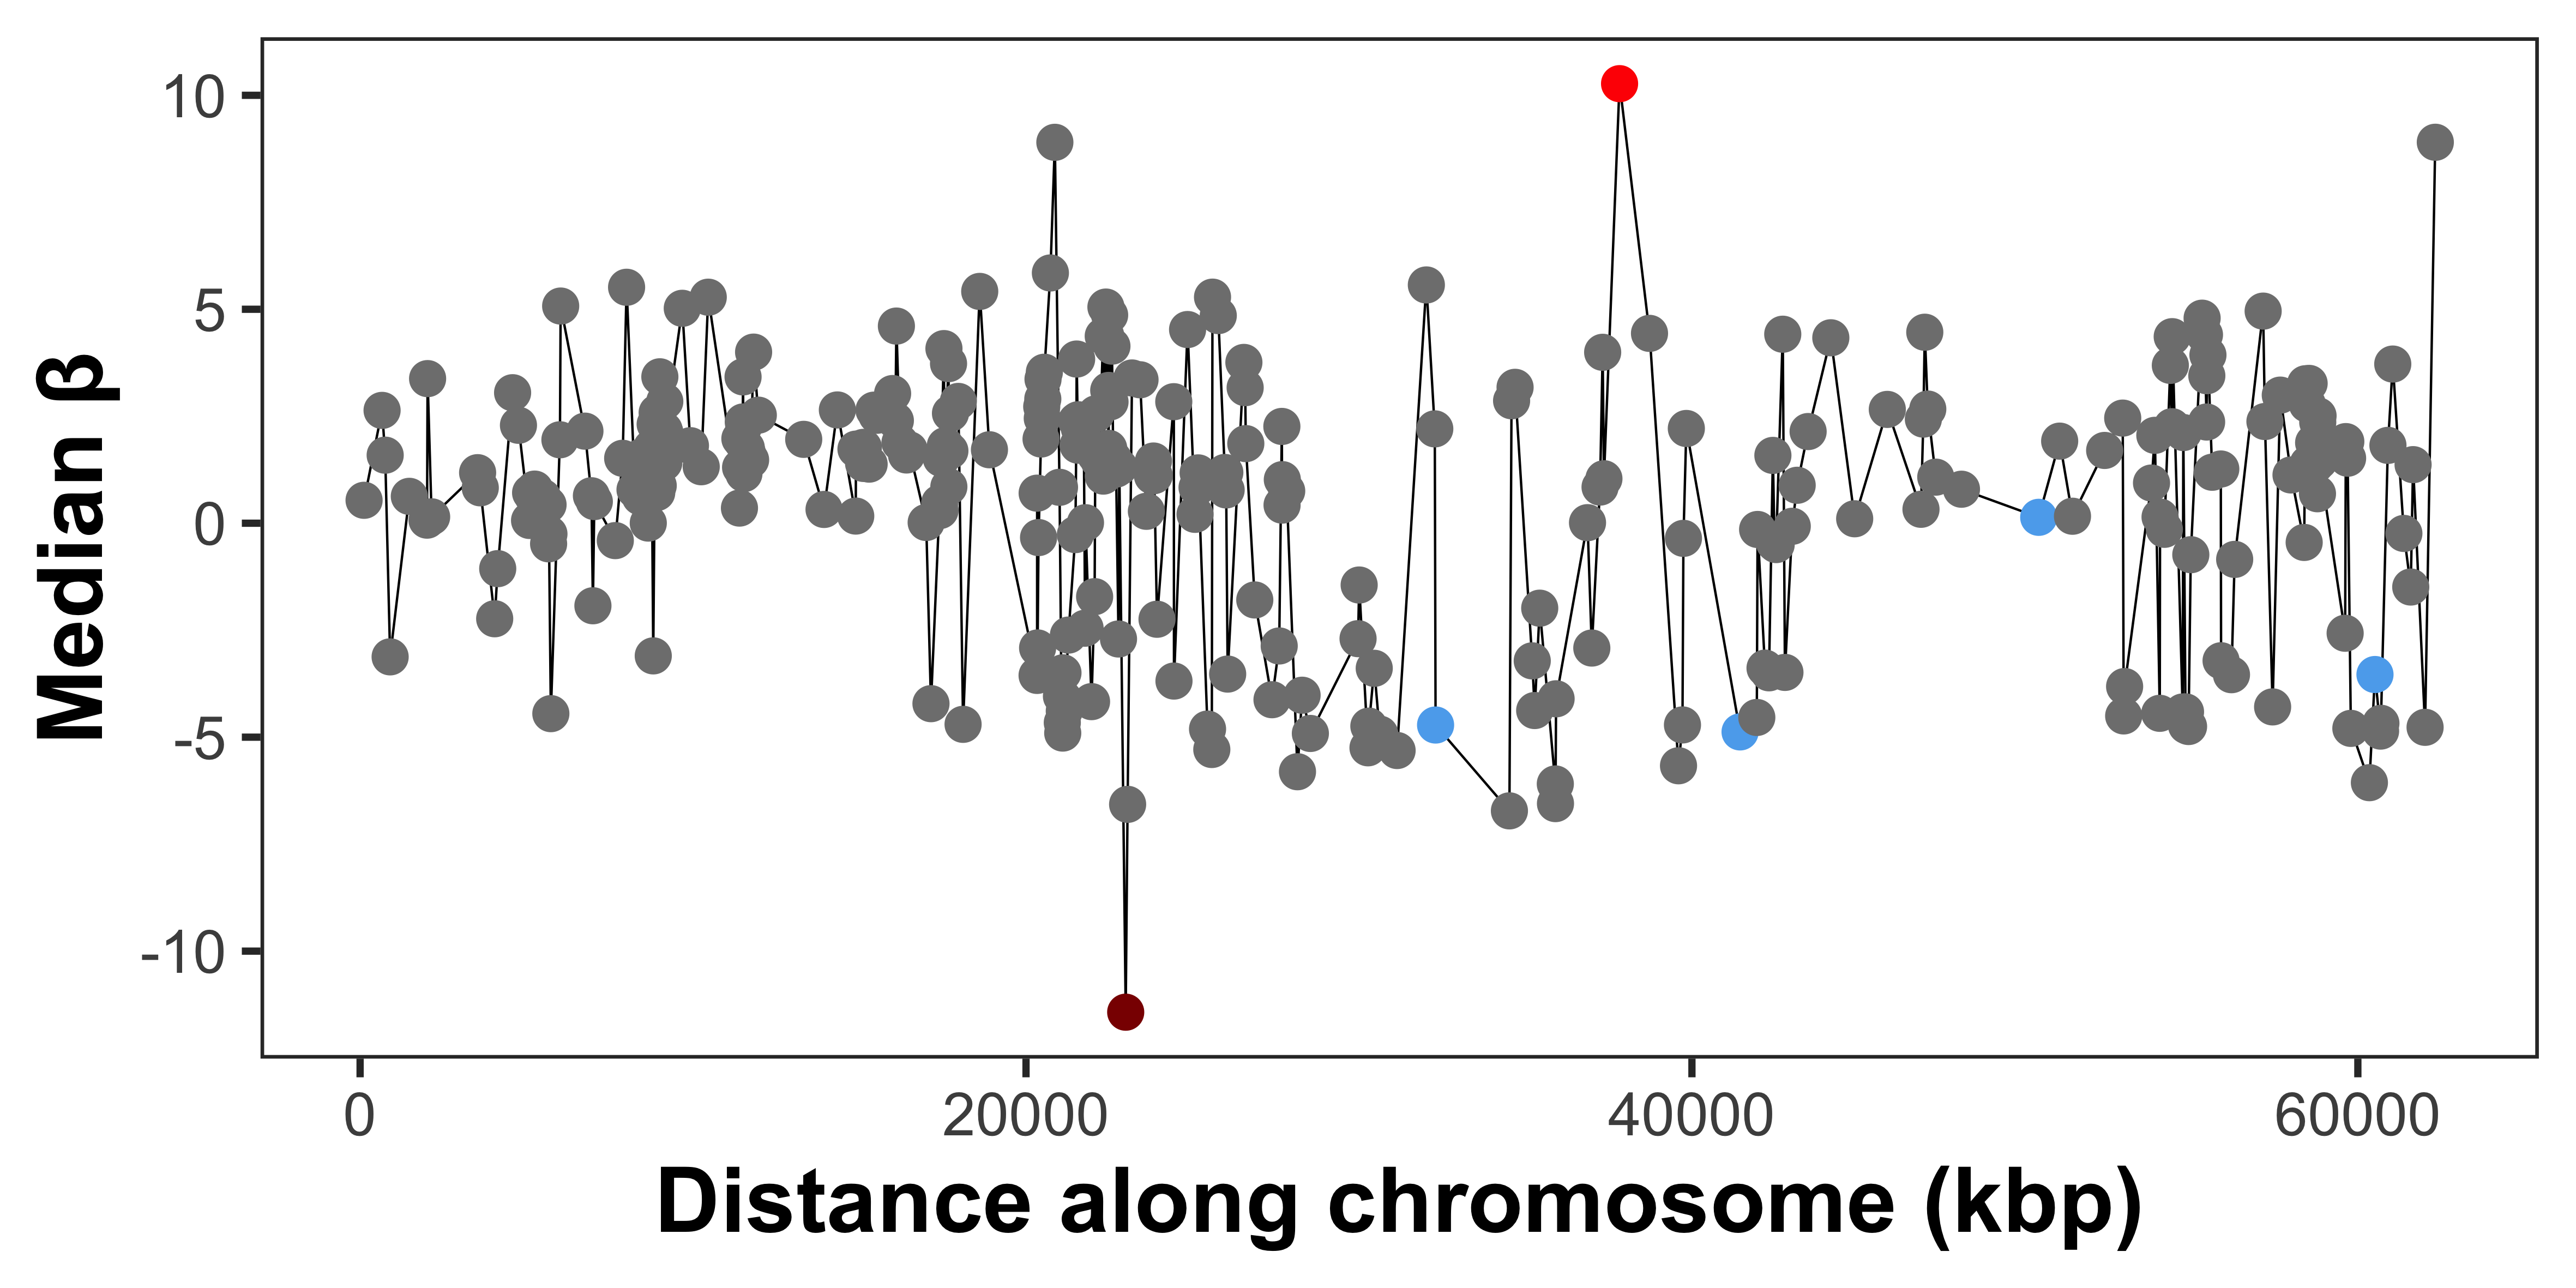 Median β
10
5
0
-5
-10
0 20000 40000 60000
Distance along chromosome (kbp)